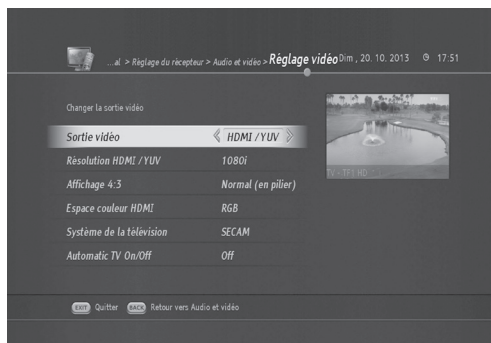 ...al > Réglage du récepteur > Audio et vidéo > Réglage vidéo Dim , 20. 10. 2013 17:51
Changer la sortie vidéo
Sortie vidéo HDMI / YUV
Résolution HDMI / YUV 1080i
Affichage 4:3 Normal (en pilier)
Espace couleur HDMI RGB
Système de la télévision SECAM
Automatic TV On/Off Off
TV - TF1 HD
EXIT Quitter BACK Retour vers Audio et vidéo